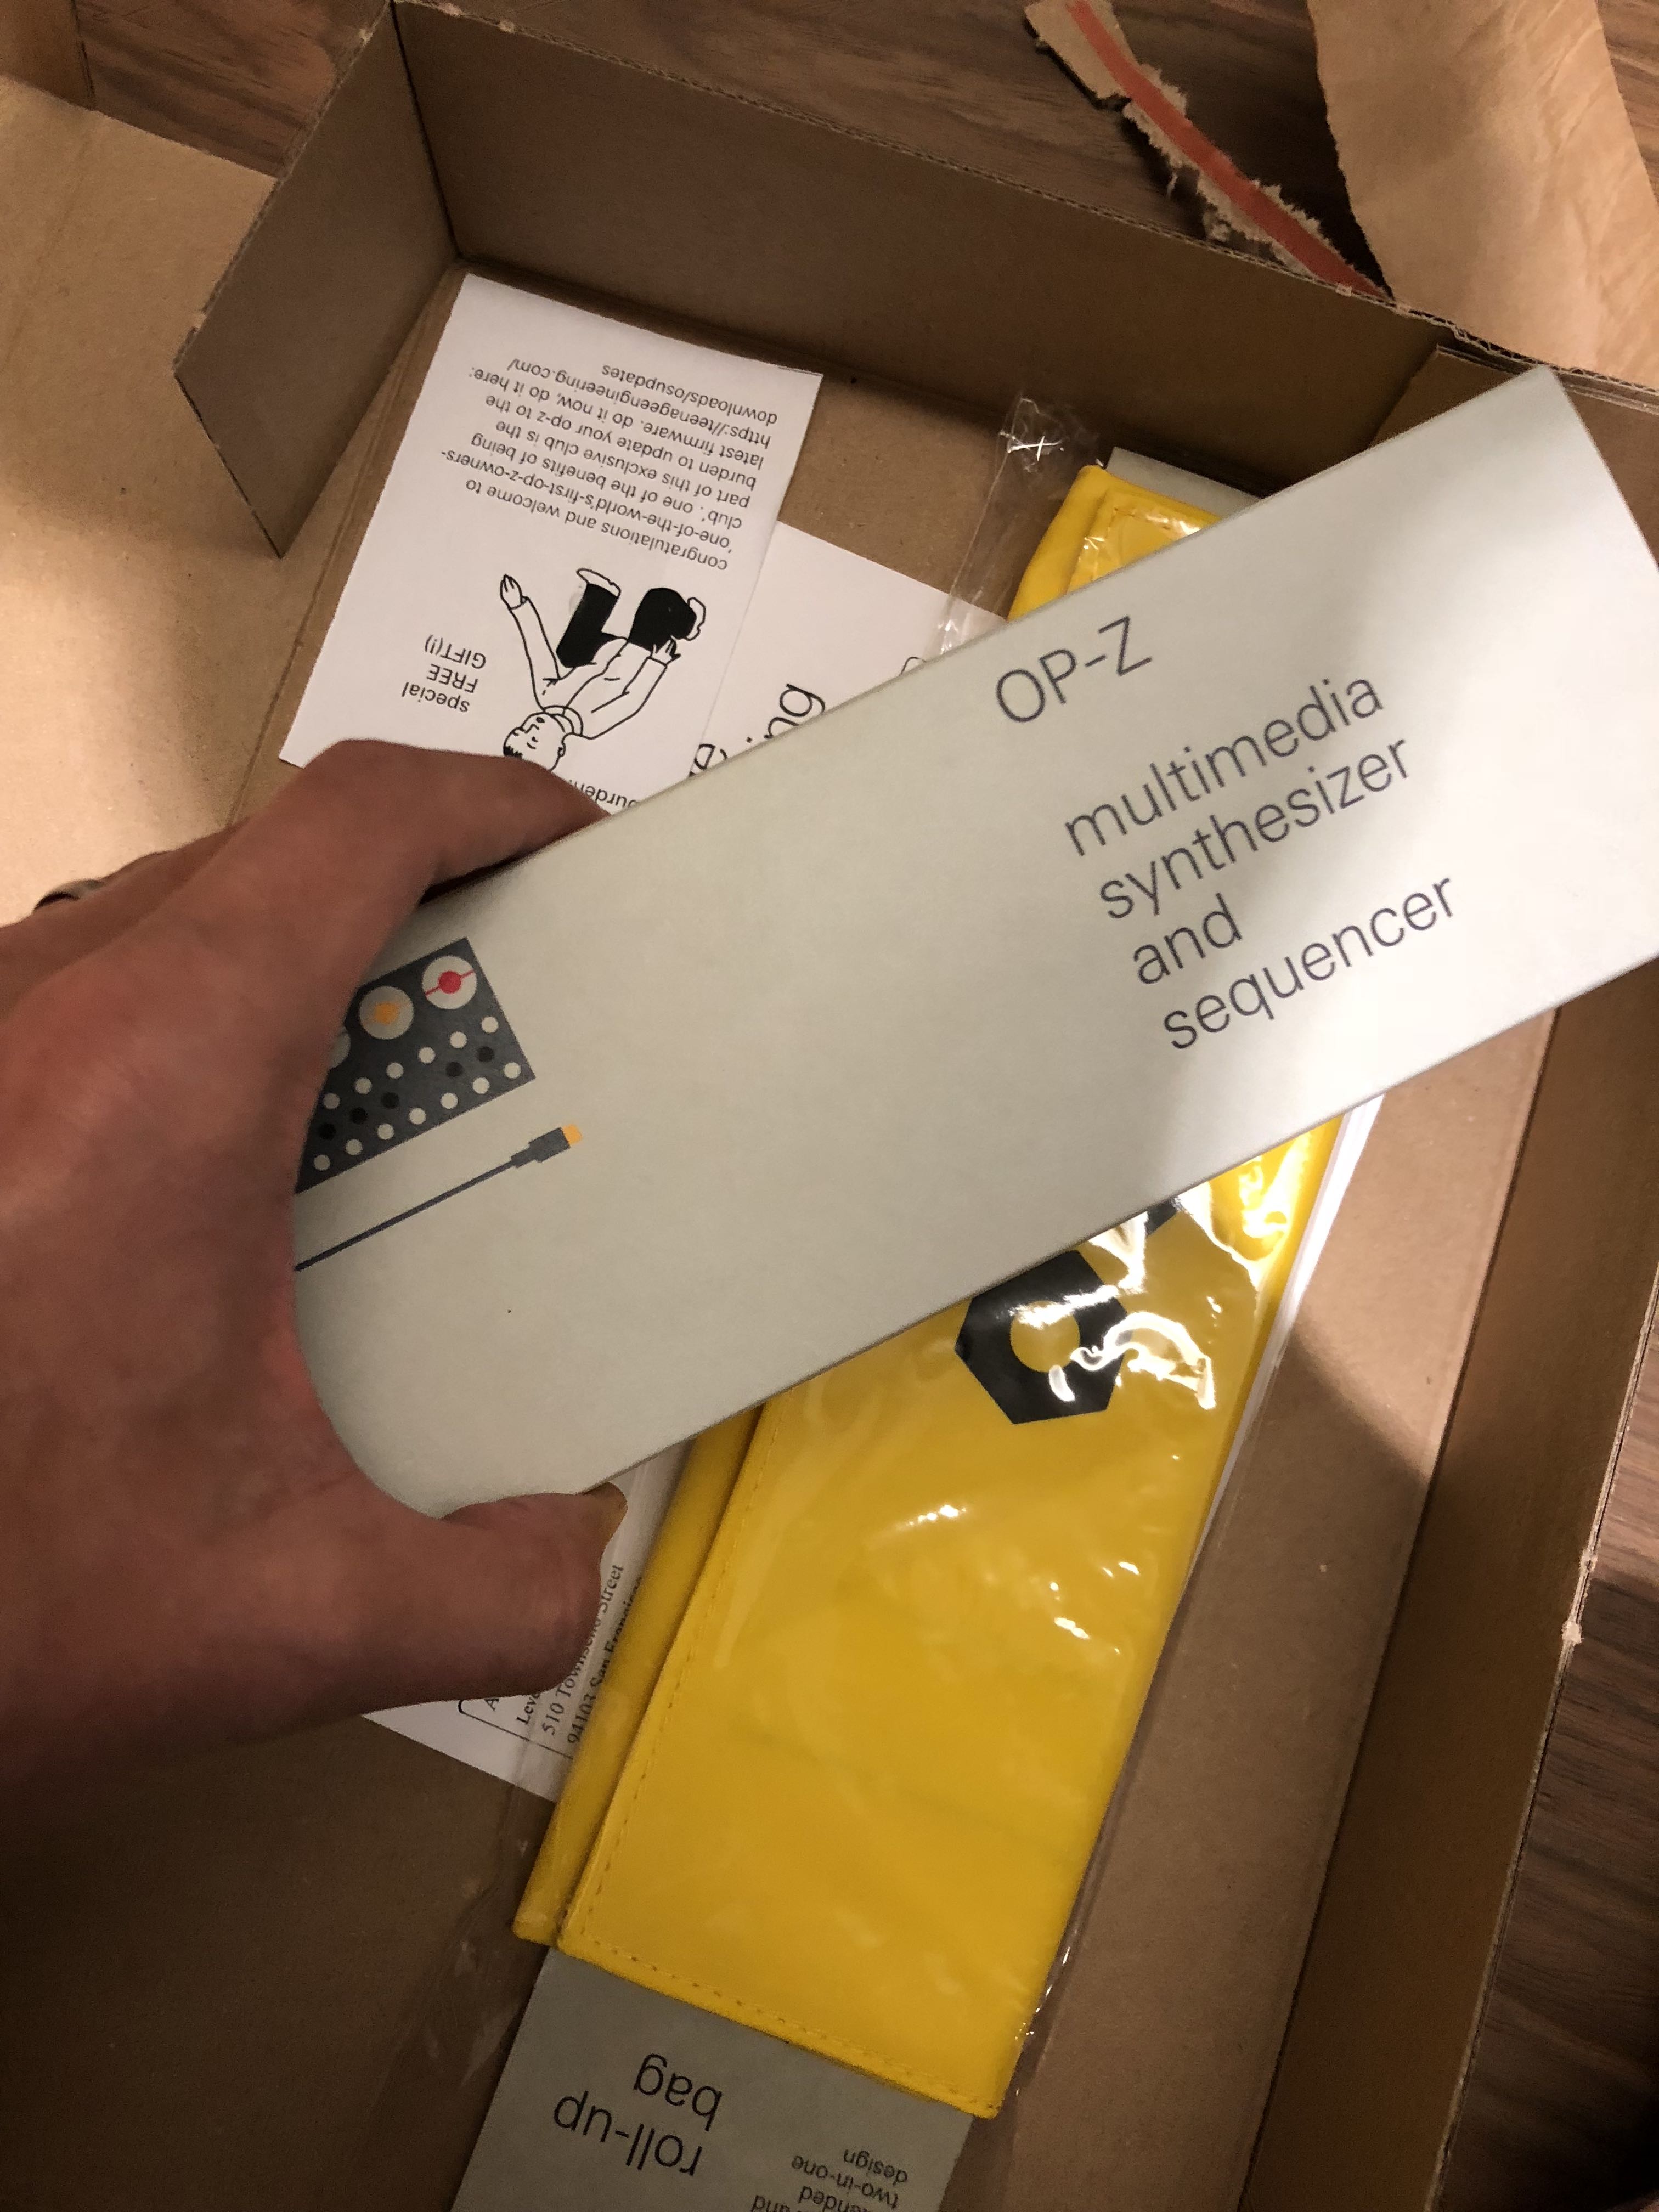 OP-Z
multimedia
synthesizer
and
sequencer
special
FREE
GIFT(!)
congratulations and welcome to
'one-of-the-world's-first-op-z-owners-
club'. one of the benefits of being
part of this exclusive club is the
burden to update your op-z to the
latest firmware. do it now, do it here:
https://teenageengineering.com/
downloads/osupdates
510 Townsend Street
94103 San Francisco
roll-up
bag
two-in-one
design